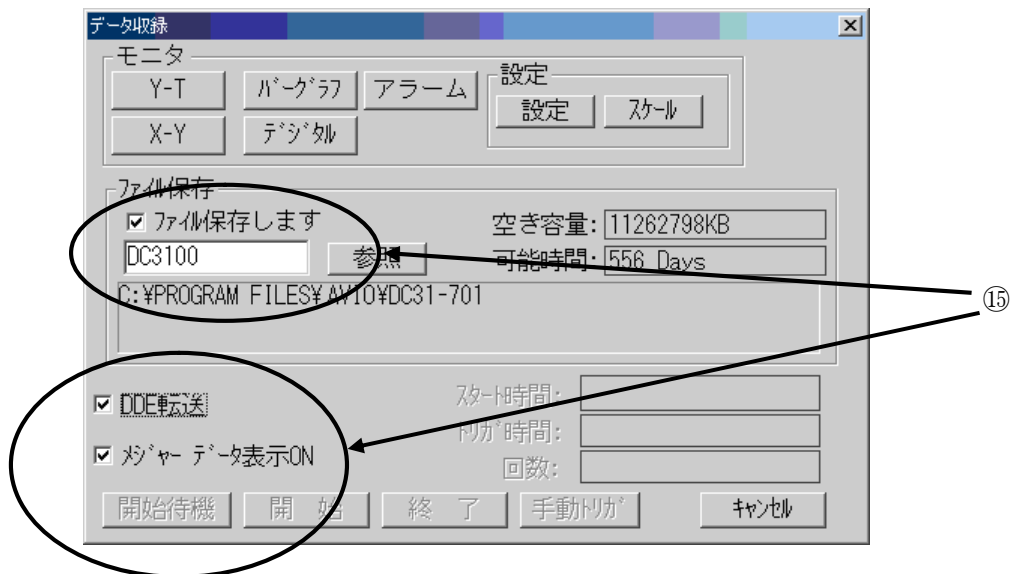 データ収録
モニタ
Y-T ﾊﾞｰｸﾞﾗﾌ アラーム
設定
設定 ｽｹｰﾙ
X-Y ﾃﾞｼﾞﾀﾙ
ﾌｧｲﾙ保存
ﾌｧｲﾙ保存します
空き容量: 11262798KB
DC3100 参照
可能時間: 556 Days
C:¥PROGRAM FILES¥AVIO¥DC31-701
⑮
DDE転送
ｽﾀｰﾄ時間:
ﾄﾘｶﾞ時間:
ﾒｼﾞｬｰ ﾃﾞｰﾀ表示ON
回数:
開始待機 開 始 終 了 手動ﾄﾘｶﾞ ｷｬﾝｾﾙ